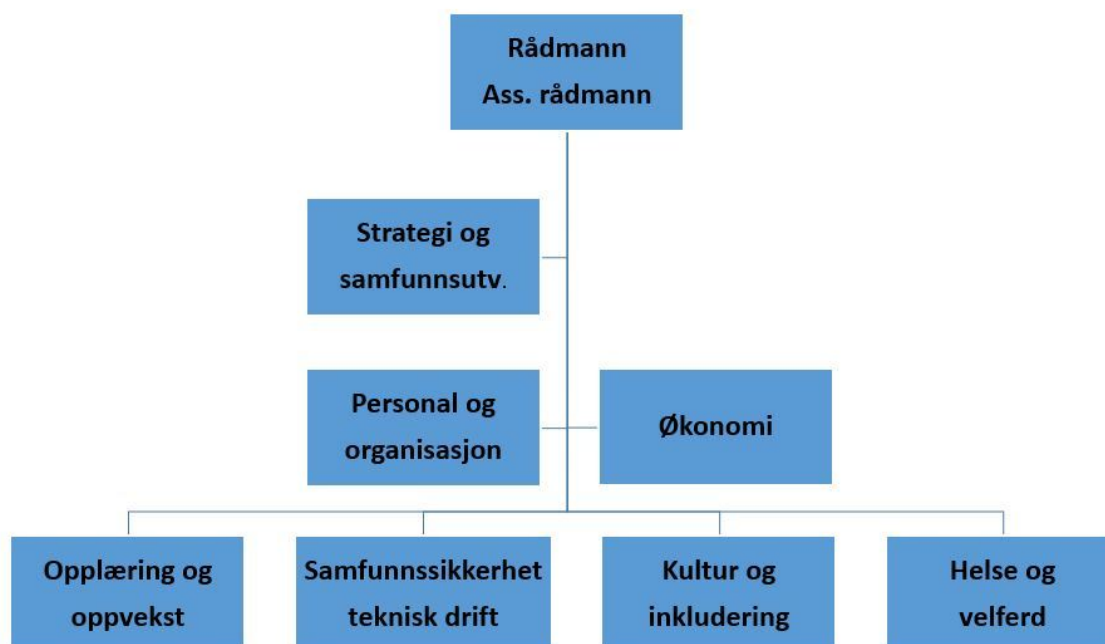 Rådmann
Ass. rådmann
Strategi og
samfunnsutv.
Personal og
organisasjon
Økonomi
Opplæring og
oppvekst
Samfunnssikkerhet
teknisk drift
Kultur og
inkludering
Helse og
velferd